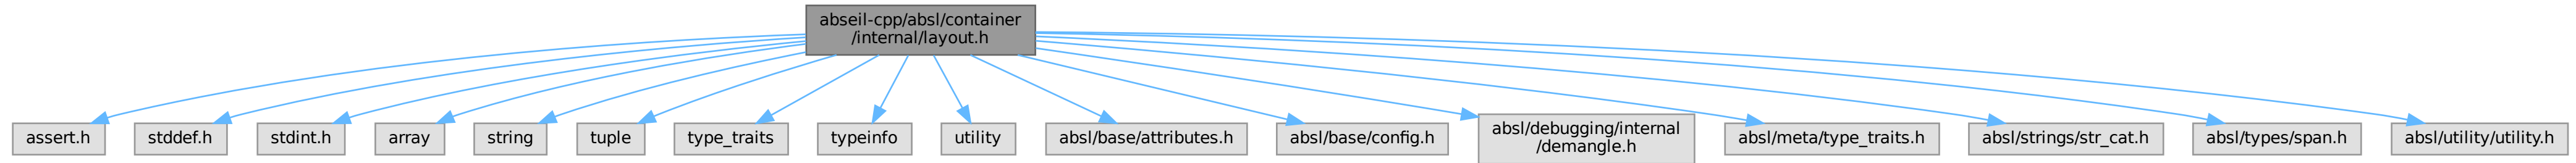 abseil-cpp/absl/container
/internal/layout.h
assert.h
stddef.h
stdint.h
array
string
tuple
type_traits
typeinfo
utility
absl/base/attributes.h
absl/base/config.h
absl/debugging/internal
/demangle.h
absl/meta/type_traits.h
absl/strings/str_cat.h
absl/types/span.h
absl/utility/utility.h